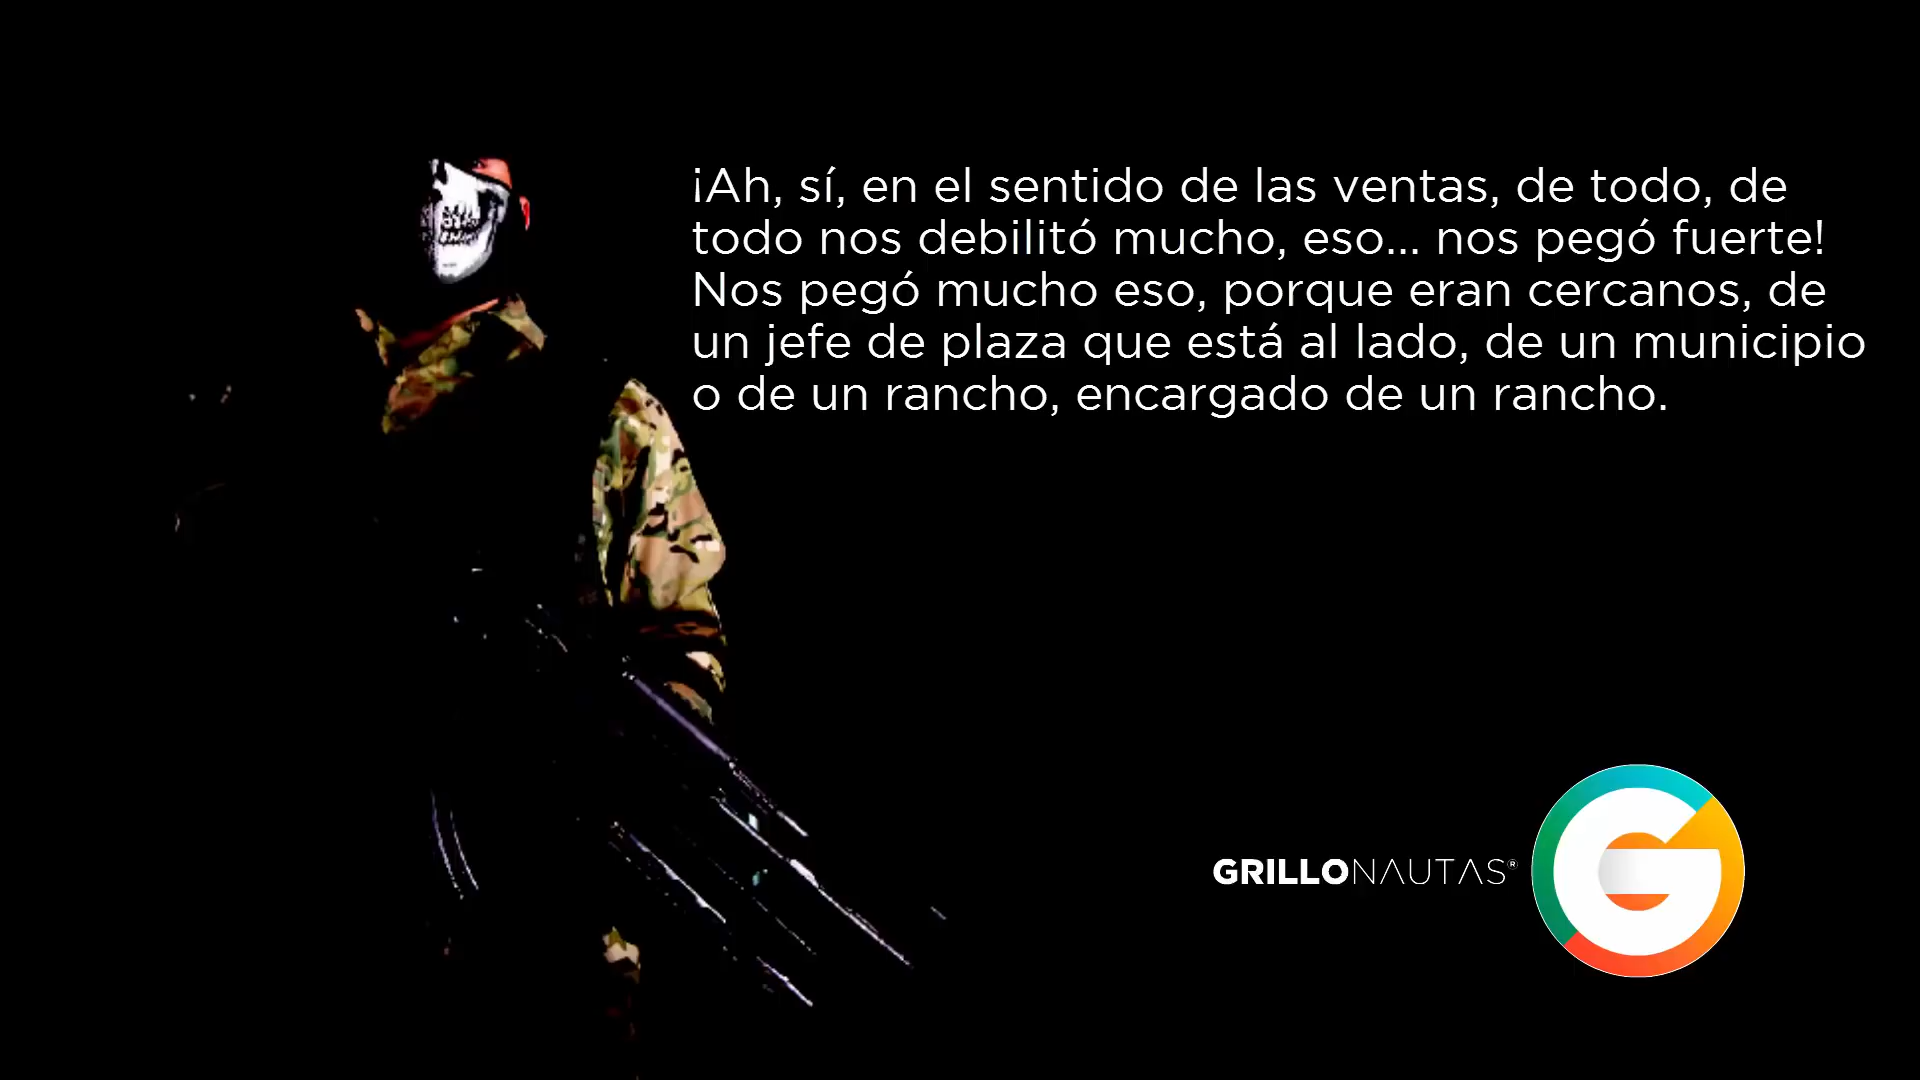 ¡Ah, sí, en el sentido de las ventas, de todo, de
todo nos debilitó mucho, eso... nos pegó fuerte!
Nos pegó mucho eso, porque eran cercanos, de
un jefe de plaza que está al lado, de un municipio
o de un rancho, encargado de un rancho.
GRILLONAUTAS®
G